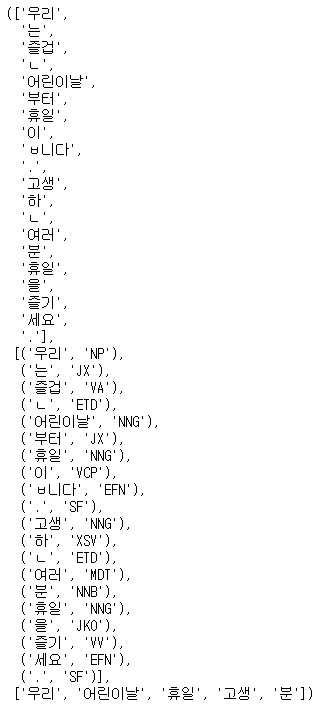 (['우리',
'는',
'즐겁',
'ㄴ',
'어린이날',
'부터',
'휴일',
'이',
'ㅂ니다',
'.',
'고생',
'하',
'ㄴ',
'여러',
'분',
'휴일',
'을',
'즐기',
'세요',
'.'],
[('우리', 'NP'),
('는', 'JX'),
('즐겁', 'VA'),
('ㄴ', 'ETD'),
('어린이날', 'NNG'),
('부터', 'JX'),
('휴일', 'NNG'),
('이', 'VCP'),
('ㅂ니다', 'EFN'),
('.', 'SF'),
('고생', 'NNG'),
('하', 'XSV'),
('ㄴ', 'ETD'),
('여러', 'MDT'),
('분', 'NNB'),
('휴일', 'NNG'),
('을', 'JKO'),
('즐기', 'VV'),
('세요', 'EFN'),
('.', 'SF')],
['우리', '어린이날', '휴일', '고생', '분'])